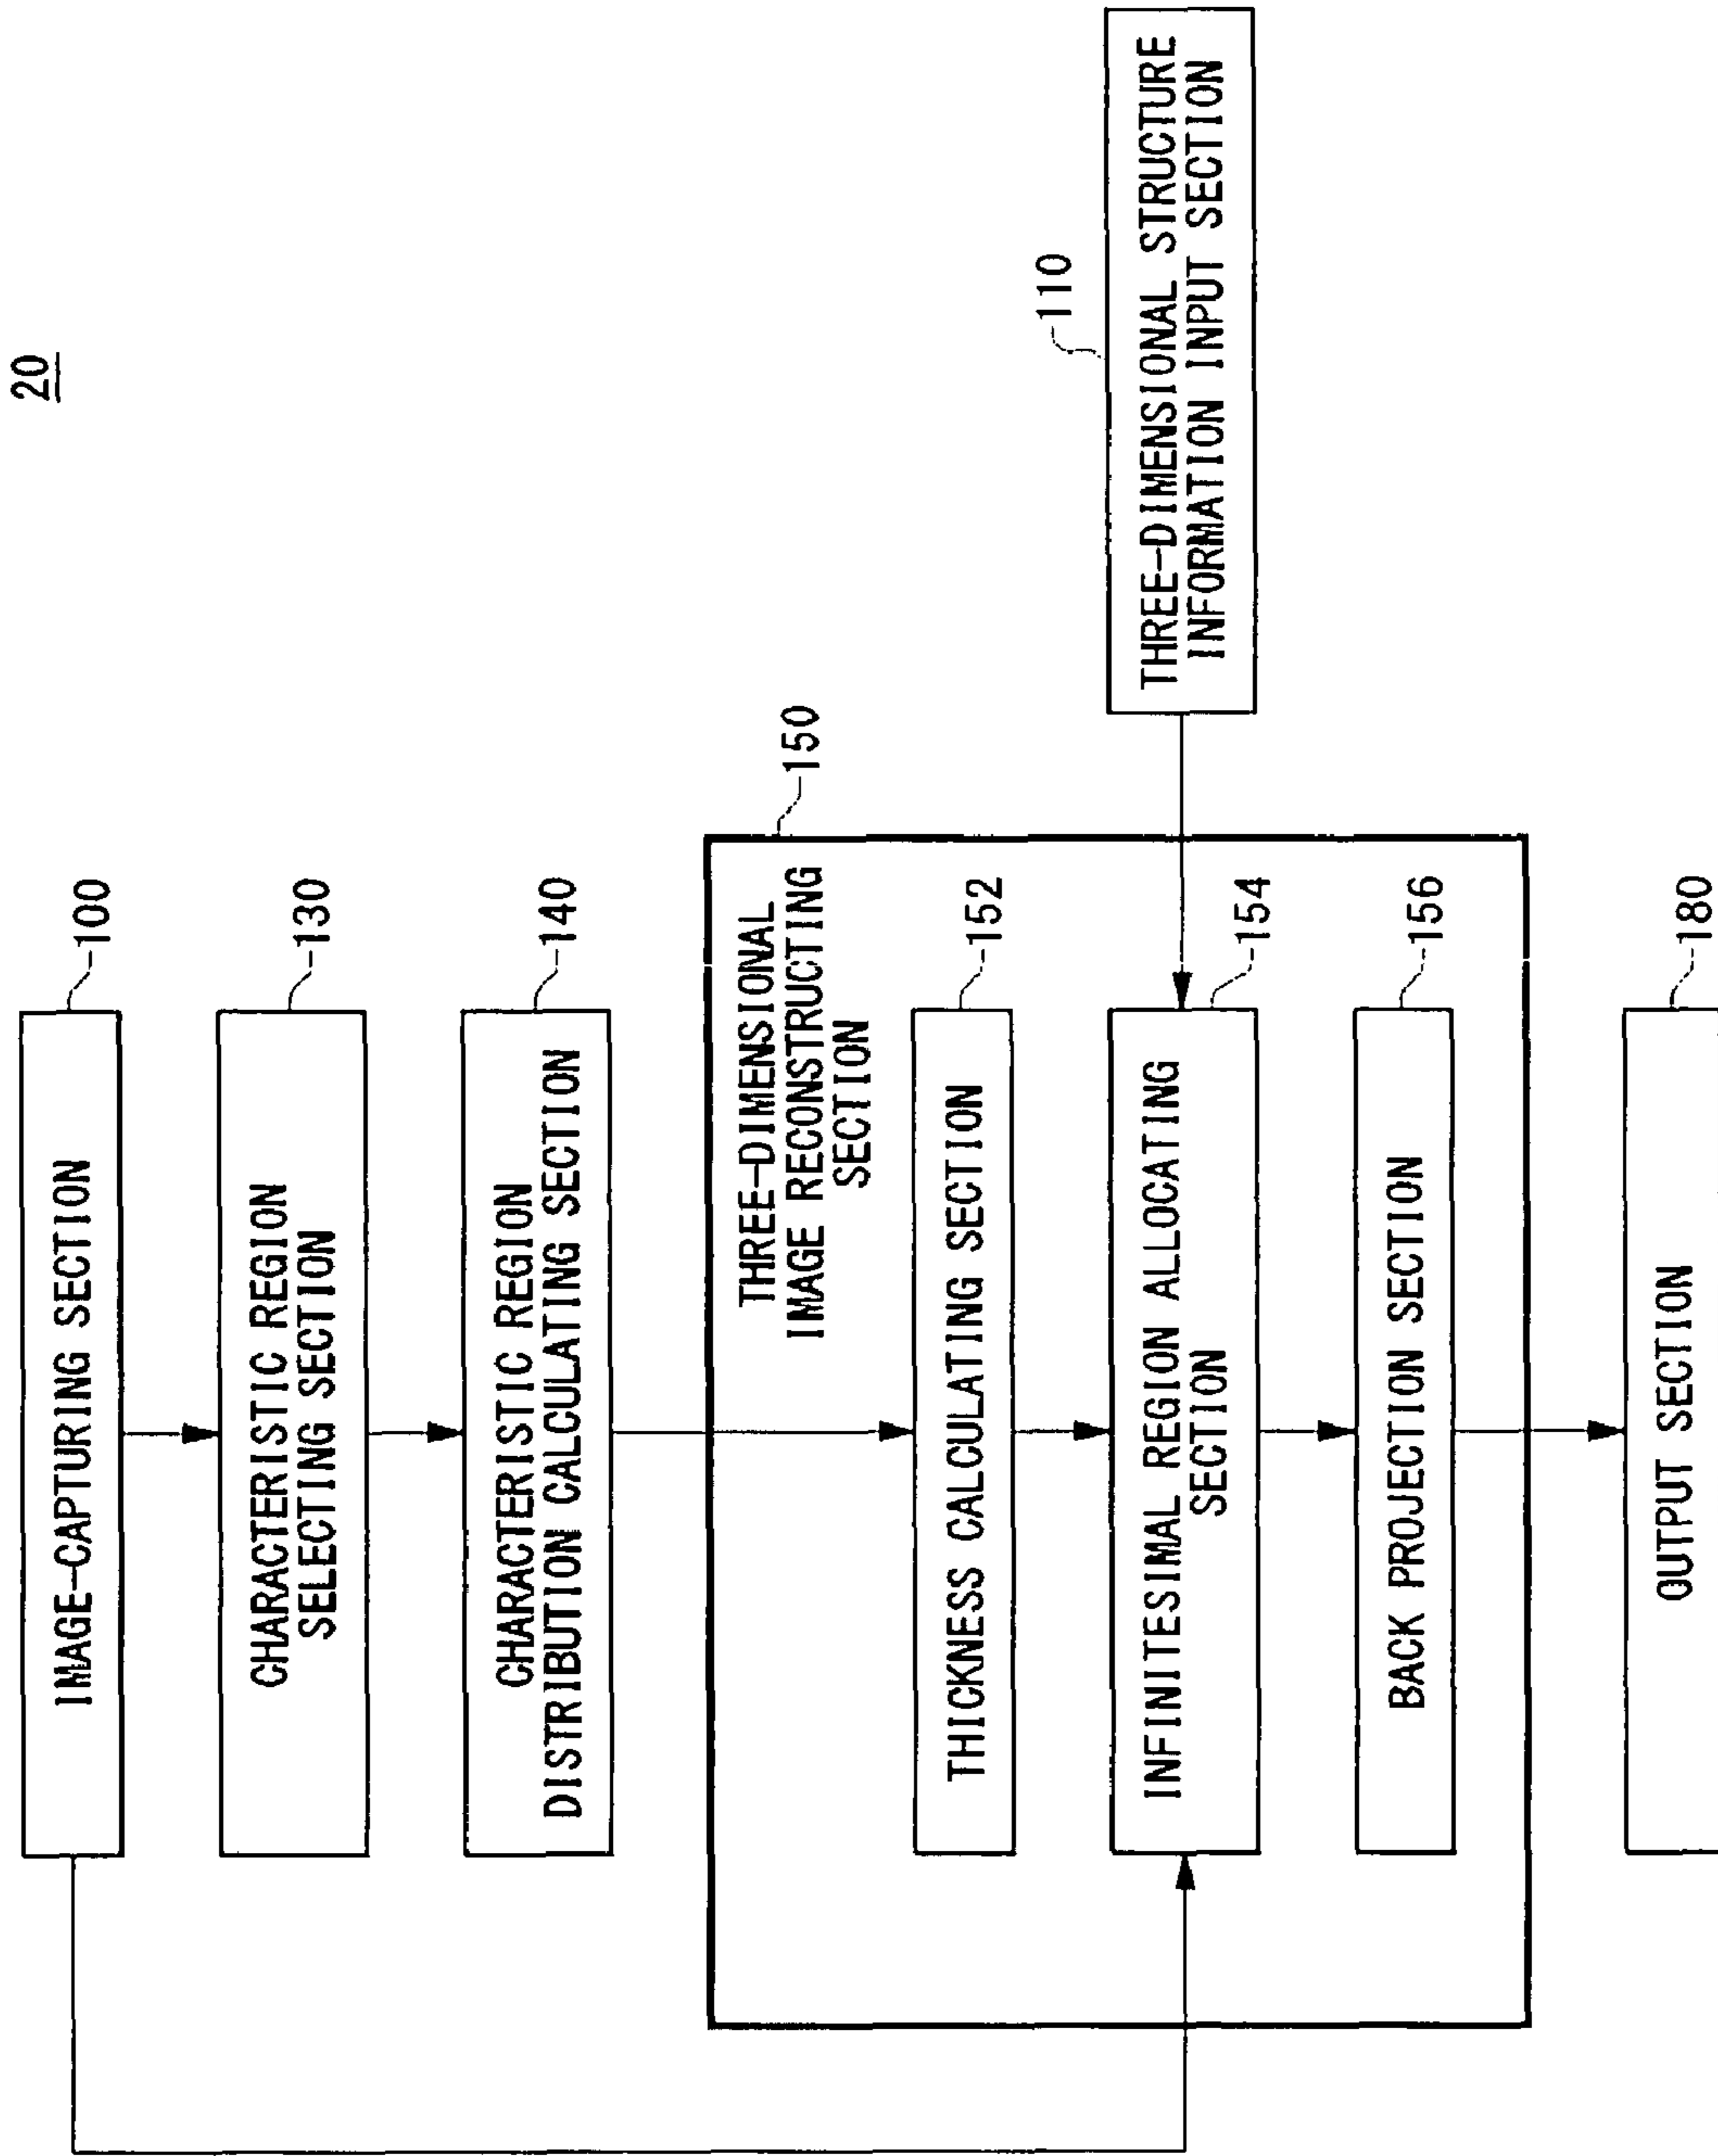 20
IMAGE-CAPTURING SECTION
100
CHARACTERISTIC REGION
SELECTING SECTION
130
CHARACTERISTIC REGION
DISTRIBUTION CALCULATING SECTION
140
THREE-DIMENSIONAL
IMAGE RECONSTRUCTING
SECTION
150
THICKNESS CALCULATING SECTION
152
INFINITESIMAL REGION ALLOCATING
SECTION
154
THREE-DIMENSIONAL STRUCTURE
INFORMATION INPUT SECTION
110
BACK PROJECTION SECTION
156
OUTPUT SECTION
180